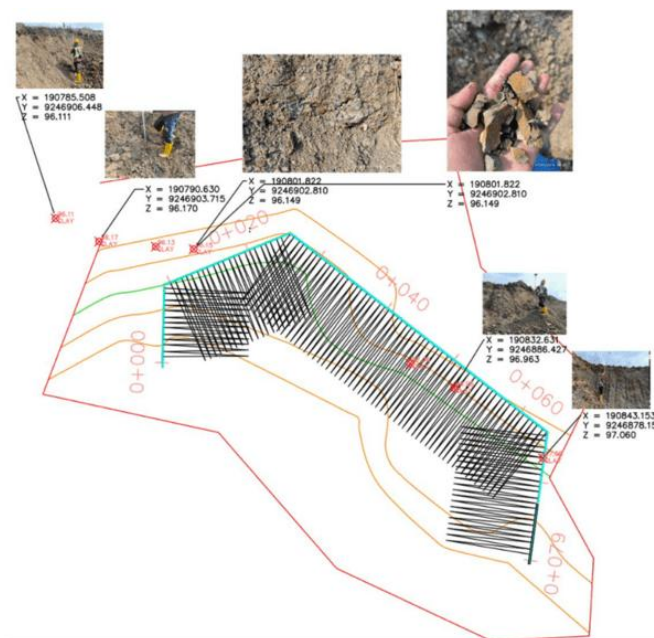 X = 190785.508
Y = 9246906.448
Z = 96.111
X = 190790.630
Y = 9246903.715
Z = 96.170
X = 190801.822
Y = 9246902.810
Z = 96.149
X = 190801.822
Y = 9246902.810
Z = 96.149
0+020
0+040
X = 190832.631
Y = 9246886.427
Z = 96.963
0+000
0+060
X = 190843.153
Y = 9246878.15
Z = 97.060
0+079